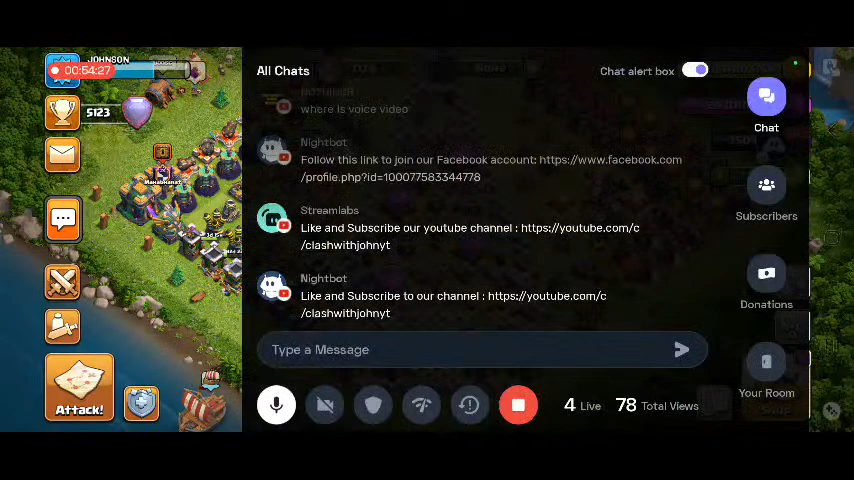 JOHNSON
00:54:27
5123
Attack!
All Chats
Chat alert box
where is voice video
Nightbot
Follow this link to join our Facebook account: https://www.facebook.com
/profile.php?id=100077583344778
Streamlabs
Like and Subscribe our youtube channel : https://youtube.com/c
/clashwithjohnyt
Nightbot
Like and Subscribe to our channel : https://youtube.com/c
/clashwithjohnyt
Type a Message
4 Live
78 Total Views
Chat
Subscribers
Donations
Your Room